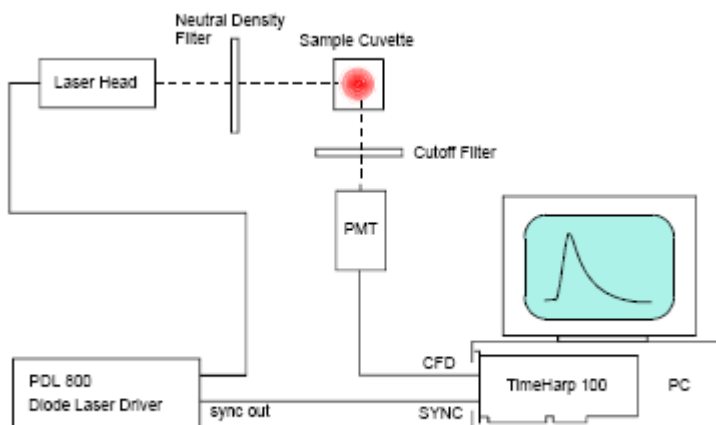 Neutral Density
Filter
Sample Cuvette
Laser Head
Cutoff Filter
PMT
CFD
PDL 800
Diode Laser Driver
sync out
TimeHarp 100
PC
SYNC